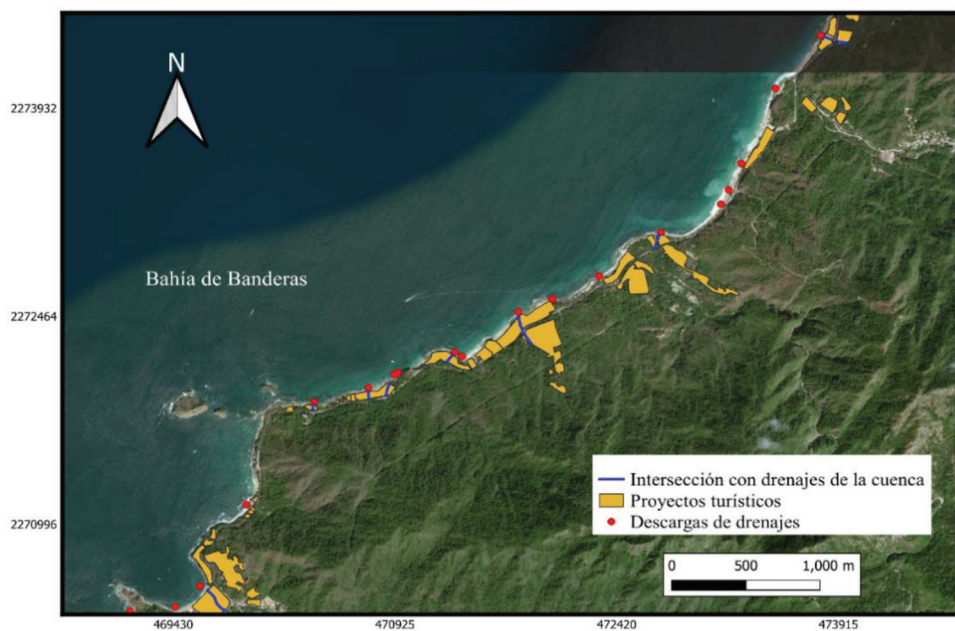 N
2273932
Bahía de Banderas
2272464
Intersección con drenajes de la cuenca
Proyectos turísticos
Descargas de drenajes
2270996
0 500 1,000 m
469430 470925 472420 473915